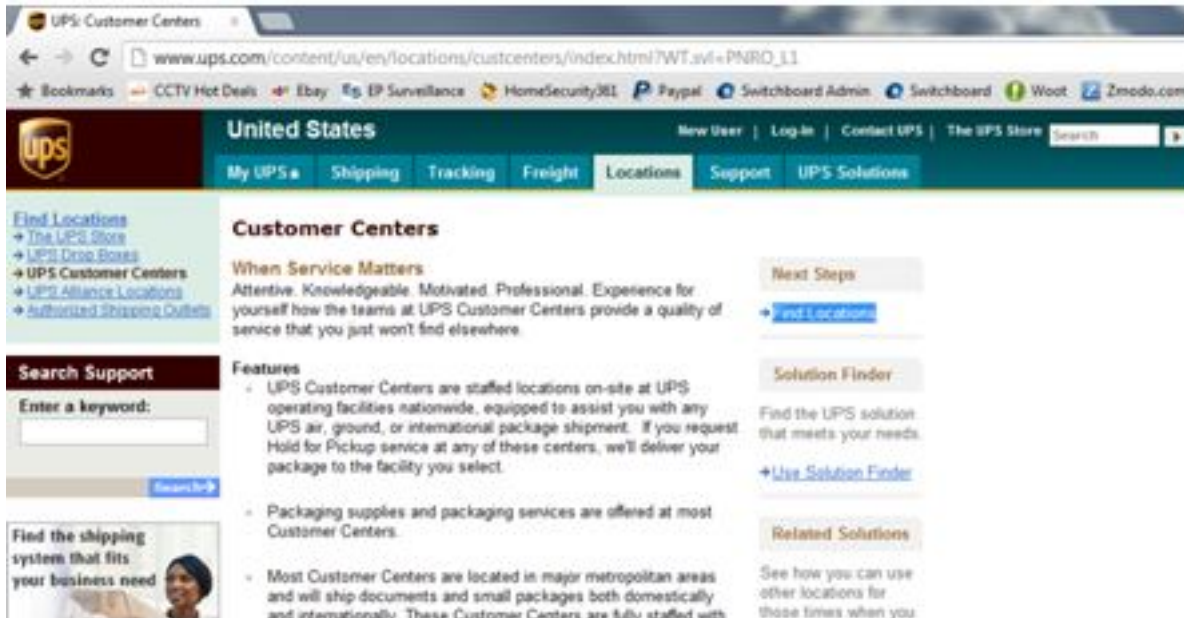 UPS: Customer Centers
www.ups.com/content/us/en/locations/custcenters/index.html?WT.svl=PNRO_L1
Bookmarks CCTV Hot Deals Ebay EP Surveillance HomeSecurity361 Paypal Switchboard Admin Switchboard Woot Zmodo.com
ups
United States
New User | Log-In | Contact UPS | The UPS Store Search
My UPS Shipping Tracking Freight Locations Support UPS Solutions
Find Locations
The UPS Store
UPS Drop Boxes
UPS Customer Centers
UPS Alliance Locations
Authorized Shipping Outlets
Search Support
Enter a keyword:
Search
Find the shipping
system that fits
your business need
Customer Centers
When Service Matters
Attentive. Knowledgeable. Motivated. Professional. Experience for
yourself how the teams at UPS Customer Centers provide a quality of
service that you just won't find elsewhere.
Features
UPS Customer Centers are staffed locations on-site at UPS
operating facilities nationwide, equipped to assist you with any
UPS air, ground, or international package shipment. If you request
Hold for Pickup service at any of these centers, we'll deliver your
package to the facility you select.
Packaging supplies and packaging services are offered at most
Customer Centers.
Most Customer Centers are located in major metropolitan areas
and will ship documents and small packages both domestically
and internationally. These Customer Centers are fully staffed with
Next Steps
Find Locations
Solution Finder
Find the UPS solution
that meets your needs.
Use Solution Finder
Related Solutions
See how you can use
other locations for
those times when you